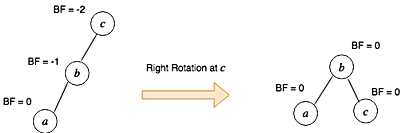 BF = -2
c
BF = -1
b
BF = 0
a
Right Rotation at c
BF = 0
b
BF = 0
a
BF = 0
c